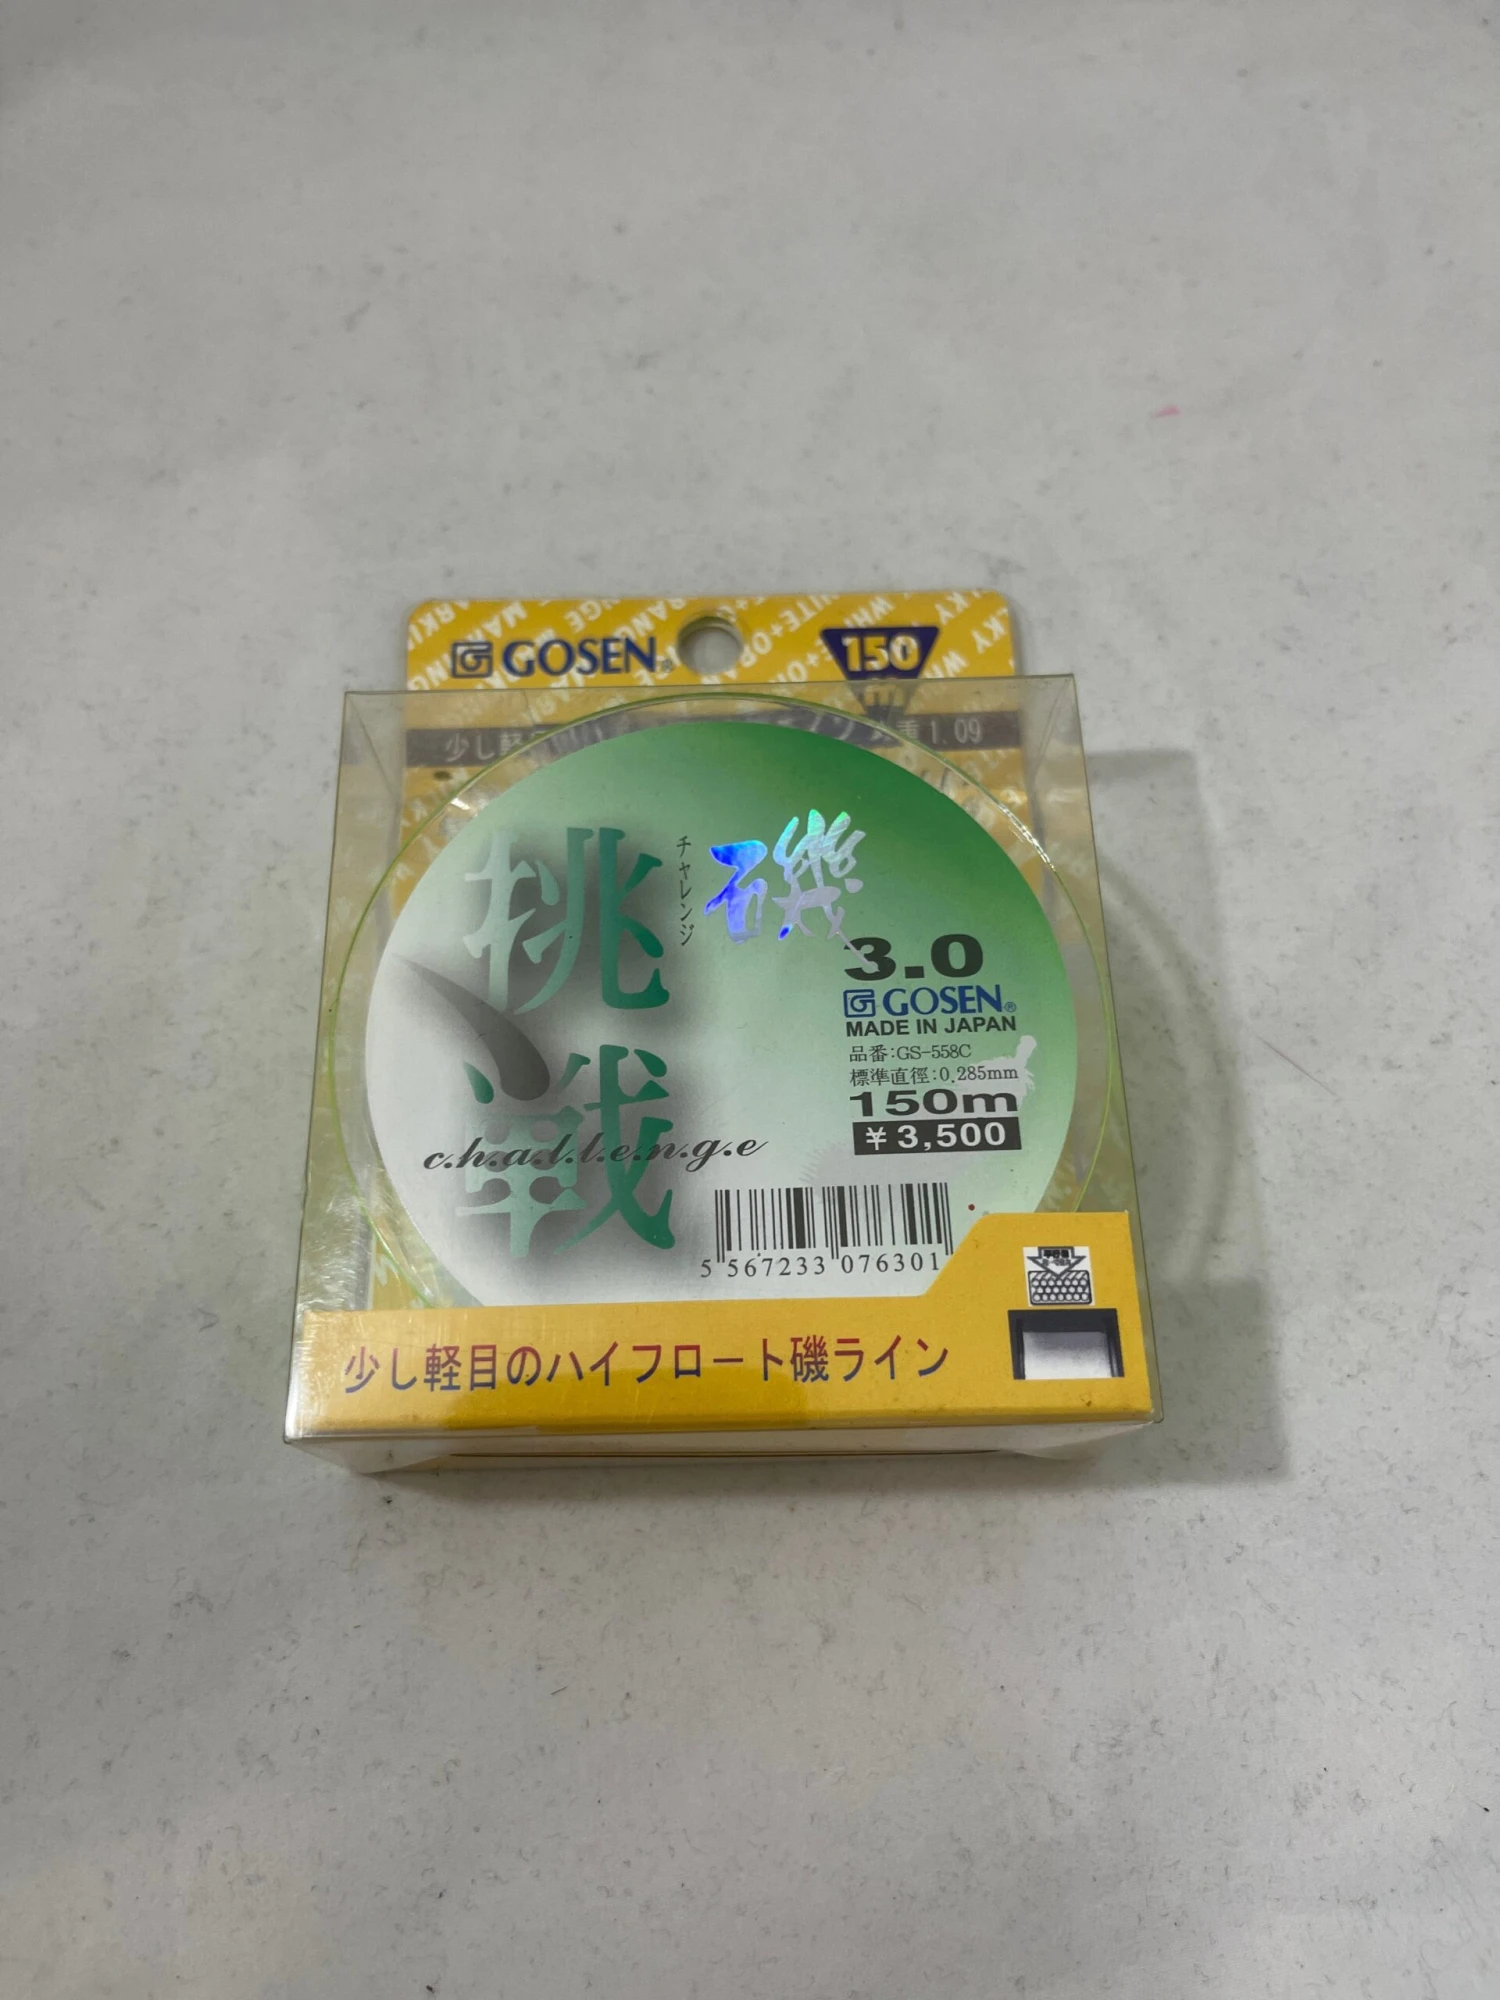 GOSEN
150
少し軽 1.09
挑戦
チャレンジ
磯
3.0
GOSEN®
MADE IN JAPAN
品番:GS-558C
標準直徑:0.285mm
150m
¥3,500
c.h.a.l.l.e.n.g.e
5 567233 076301
少し軽目のハイフロート磯ライン